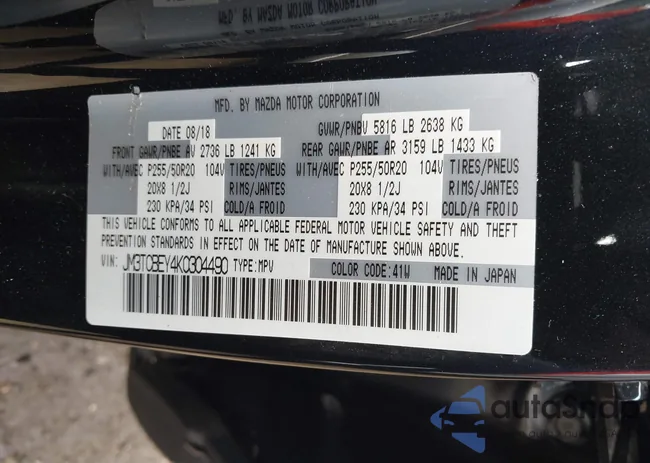 MFD. BY MAZDA MOTOR CORPORATION
DATE 08/18 GVWR/PNBV 5816 LB 2638 KG
FRONT GAWR/PNBE AV 2736 LB 1241 KG REAR GAWR/PNBE AR 3159 LB 1433 KG
WITH/AVEC P255/50R20 104V TIRES/PNEUS WITH/AVEC P255/50R20 104V TIRES/PNEUS
20X8 1/2J RIMS/JANTES 20X8 1/2J RIMS/JANTES
230 KPA/34 PSI COLD/A FROID 230 KPA/34 PSI COLD/A FROID
THIS VEHICLE CONFORMS TO ALL APPLICABLE FEDERAL MOTOR VEHICLE SAFETY AND THEFT
PREVENTION STANDARDS IN EFFECT ON THE DATE OF MANUFACTURE SHOWN ABOVE.
VIN: JM3TCBEY4K0304490 TYPE: MPV COLOR CODE: 41W MADE IN JAPAN
autoSnap